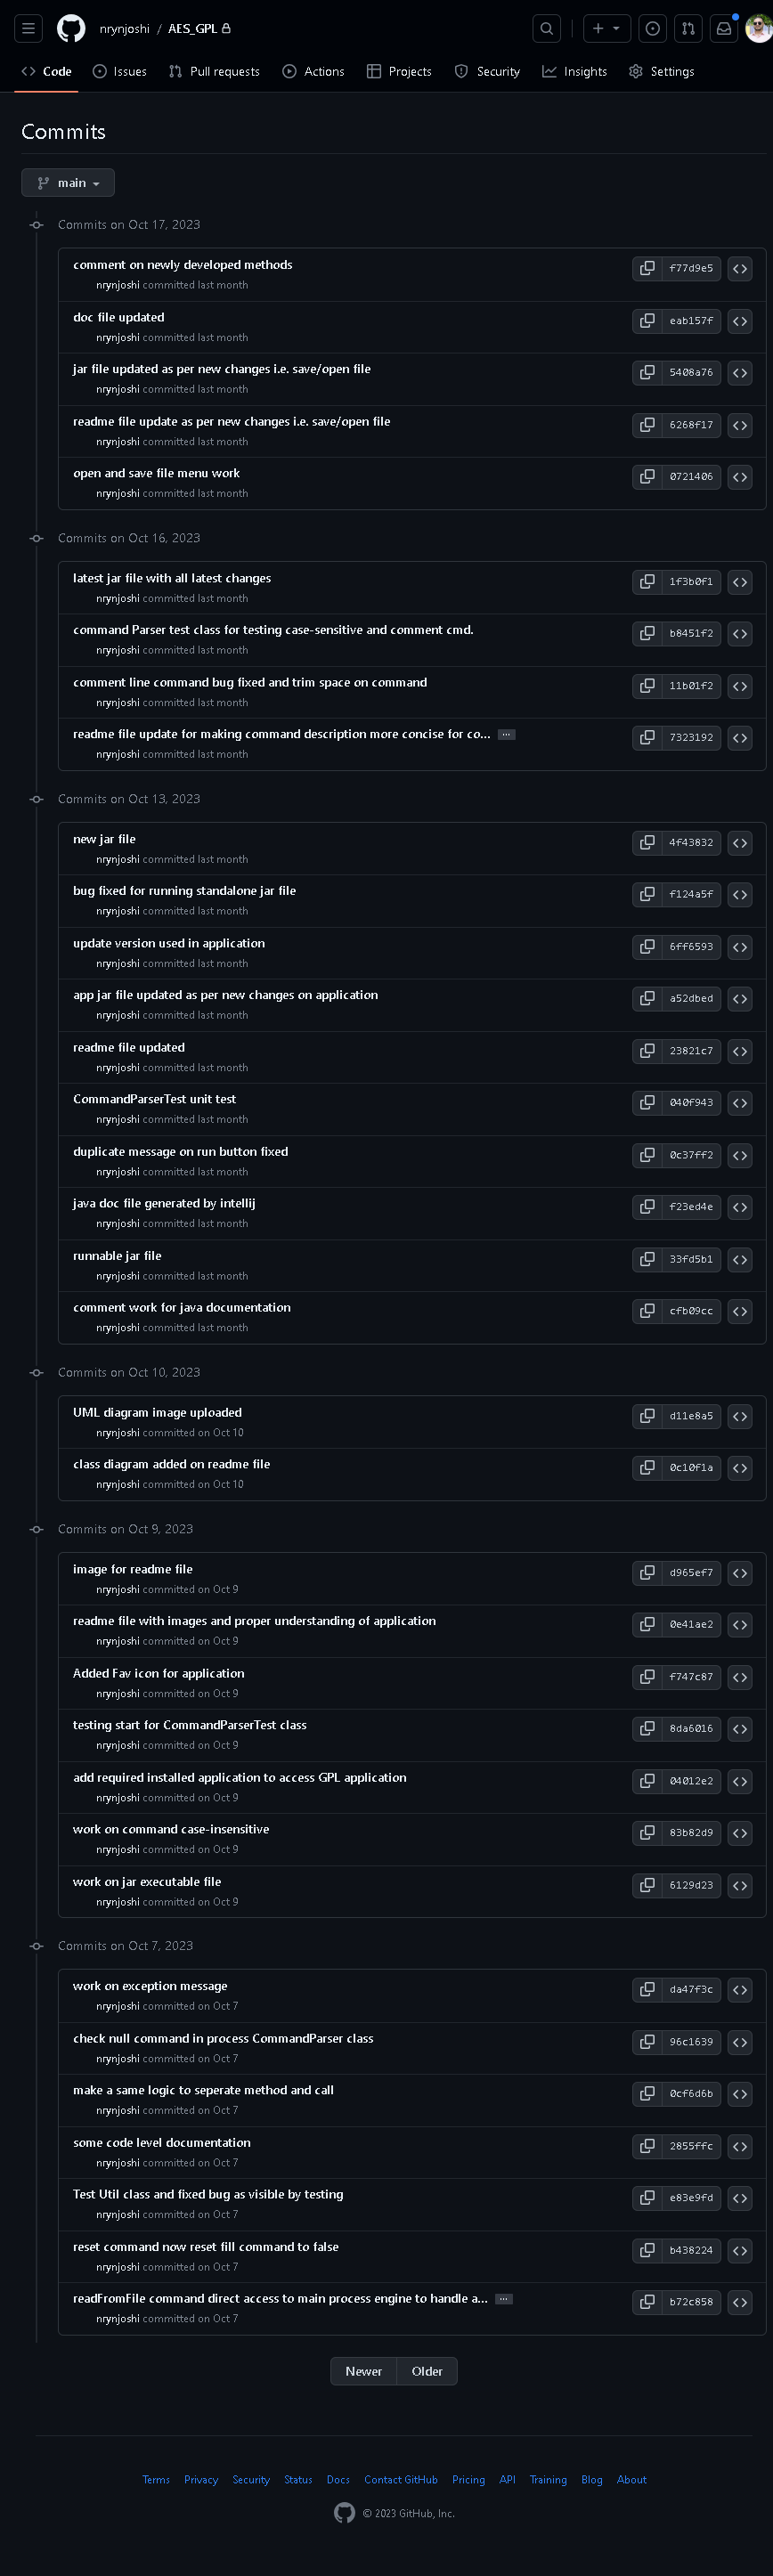 nrynjoshi / AES_GPL
Code Issues Pull requests Actions Projects Security Insights Settings
Commits
main
Commits on Oct 17, 2023
comment on newly developed methods f77d9e5
nrynjoshi committed last month
doc file updated eab157f
nrynjoshi committed last month
jar file updated as per new changes i.e. save/open file 5408a76
nrynjoshi committed last month
readme file update as per new changes i.e. save/open file 6268f17
nrynjoshi committed last month
open and save file menu work 0721406
nrynjoshi committed last month
Commits on Oct 16, 2023
latest jar file with all latest changes 1f3b0f1
nrynjoshi committed last month
command Parser test class for testing case-sensitive and comment cmd. b8451f2
nrynjoshi committed last month
comment line command bug fixed and trim space on command 11b01f2
nrynjoshi committed last month
readme file update for making command description more concise for co... … 7323192
nrynjoshi committed last month
Commits on Oct 13, 2023
new jar file 4f43832
nrynjoshi committed last month
bug fixed for running standalone jar file f124a5f
nrynjoshi committed last month
update version used in application 6ff6593
nrynjoshi committed last month
app jar file updated as per new changes on application a52dbed
nrynjoshi committed last month
readme file updated 23821c7
nrynjoshi committed last month
CommandParserTest unit test 040f943
nrynjoshi committed last month
duplicate message on run button fixed 0c37ff2
nrynjoshi committed last month
java doc file generated by intellij f23ed4e
nrynjoshi committed last month
runnable jar file 33fd5b1
nrynjoshi committed last month
comment work for java documentation cfb09cc
nrynjoshi committed last month
Commits on Oct 10, 2023
UML diagram image uploaded d11e8a5
nrynjoshi committed on Oct 10
class diagram added on readme file 0c10f1a
nrynjoshi committed on Oct 10
Commits on Oct 9, 2023
image for readme file d965ef7
nrynjoshi committed on Oct 9
readme file with images and proper understanding of application 0e41ae2
nrynjoshi committed on Oct 9
Added Fav icon for application f747c87
nrynjoshi committed on Oct 9
testing start for CommandParserTest class 8da6016
nrynjoshi committed on Oct 9
add required installed application to access GPL application 04012e2
nrynjoshi committed on Oct 9
work on command case-insensitive 83b82d9
nrynjoshi committed on Oct 9
work on jar executable file 6129d23
nrynjoshi committed on Oct 9
Commits on Oct 7, 2023
work on exception message da47f3c
nrynjoshi committed on Oct 7
check null command in process CommandParser class 96c1639
nrynjoshi committed on Oct 7
make a same logic to seperate method and call 0cf6d6b
nrynjoshi committed on Oct 7
some code level documentation 2855ffc
nrynjoshi committed on Oct 7
Test Util class and fixed bug as visible by testing e83e9fd
nrynjoshi committed on Oct 7
reset command now reset fill command to false b438224
nrynjoshi committed on Oct 7
readFromFile command direct access to main process engine to handle a... … b72c858
nrynjoshi committed on Oct 7
Newer Older
Terms Privacy Security Status Docs Contact GitHub Pricing API Training Blog About
© 2023 GitHub, Inc.